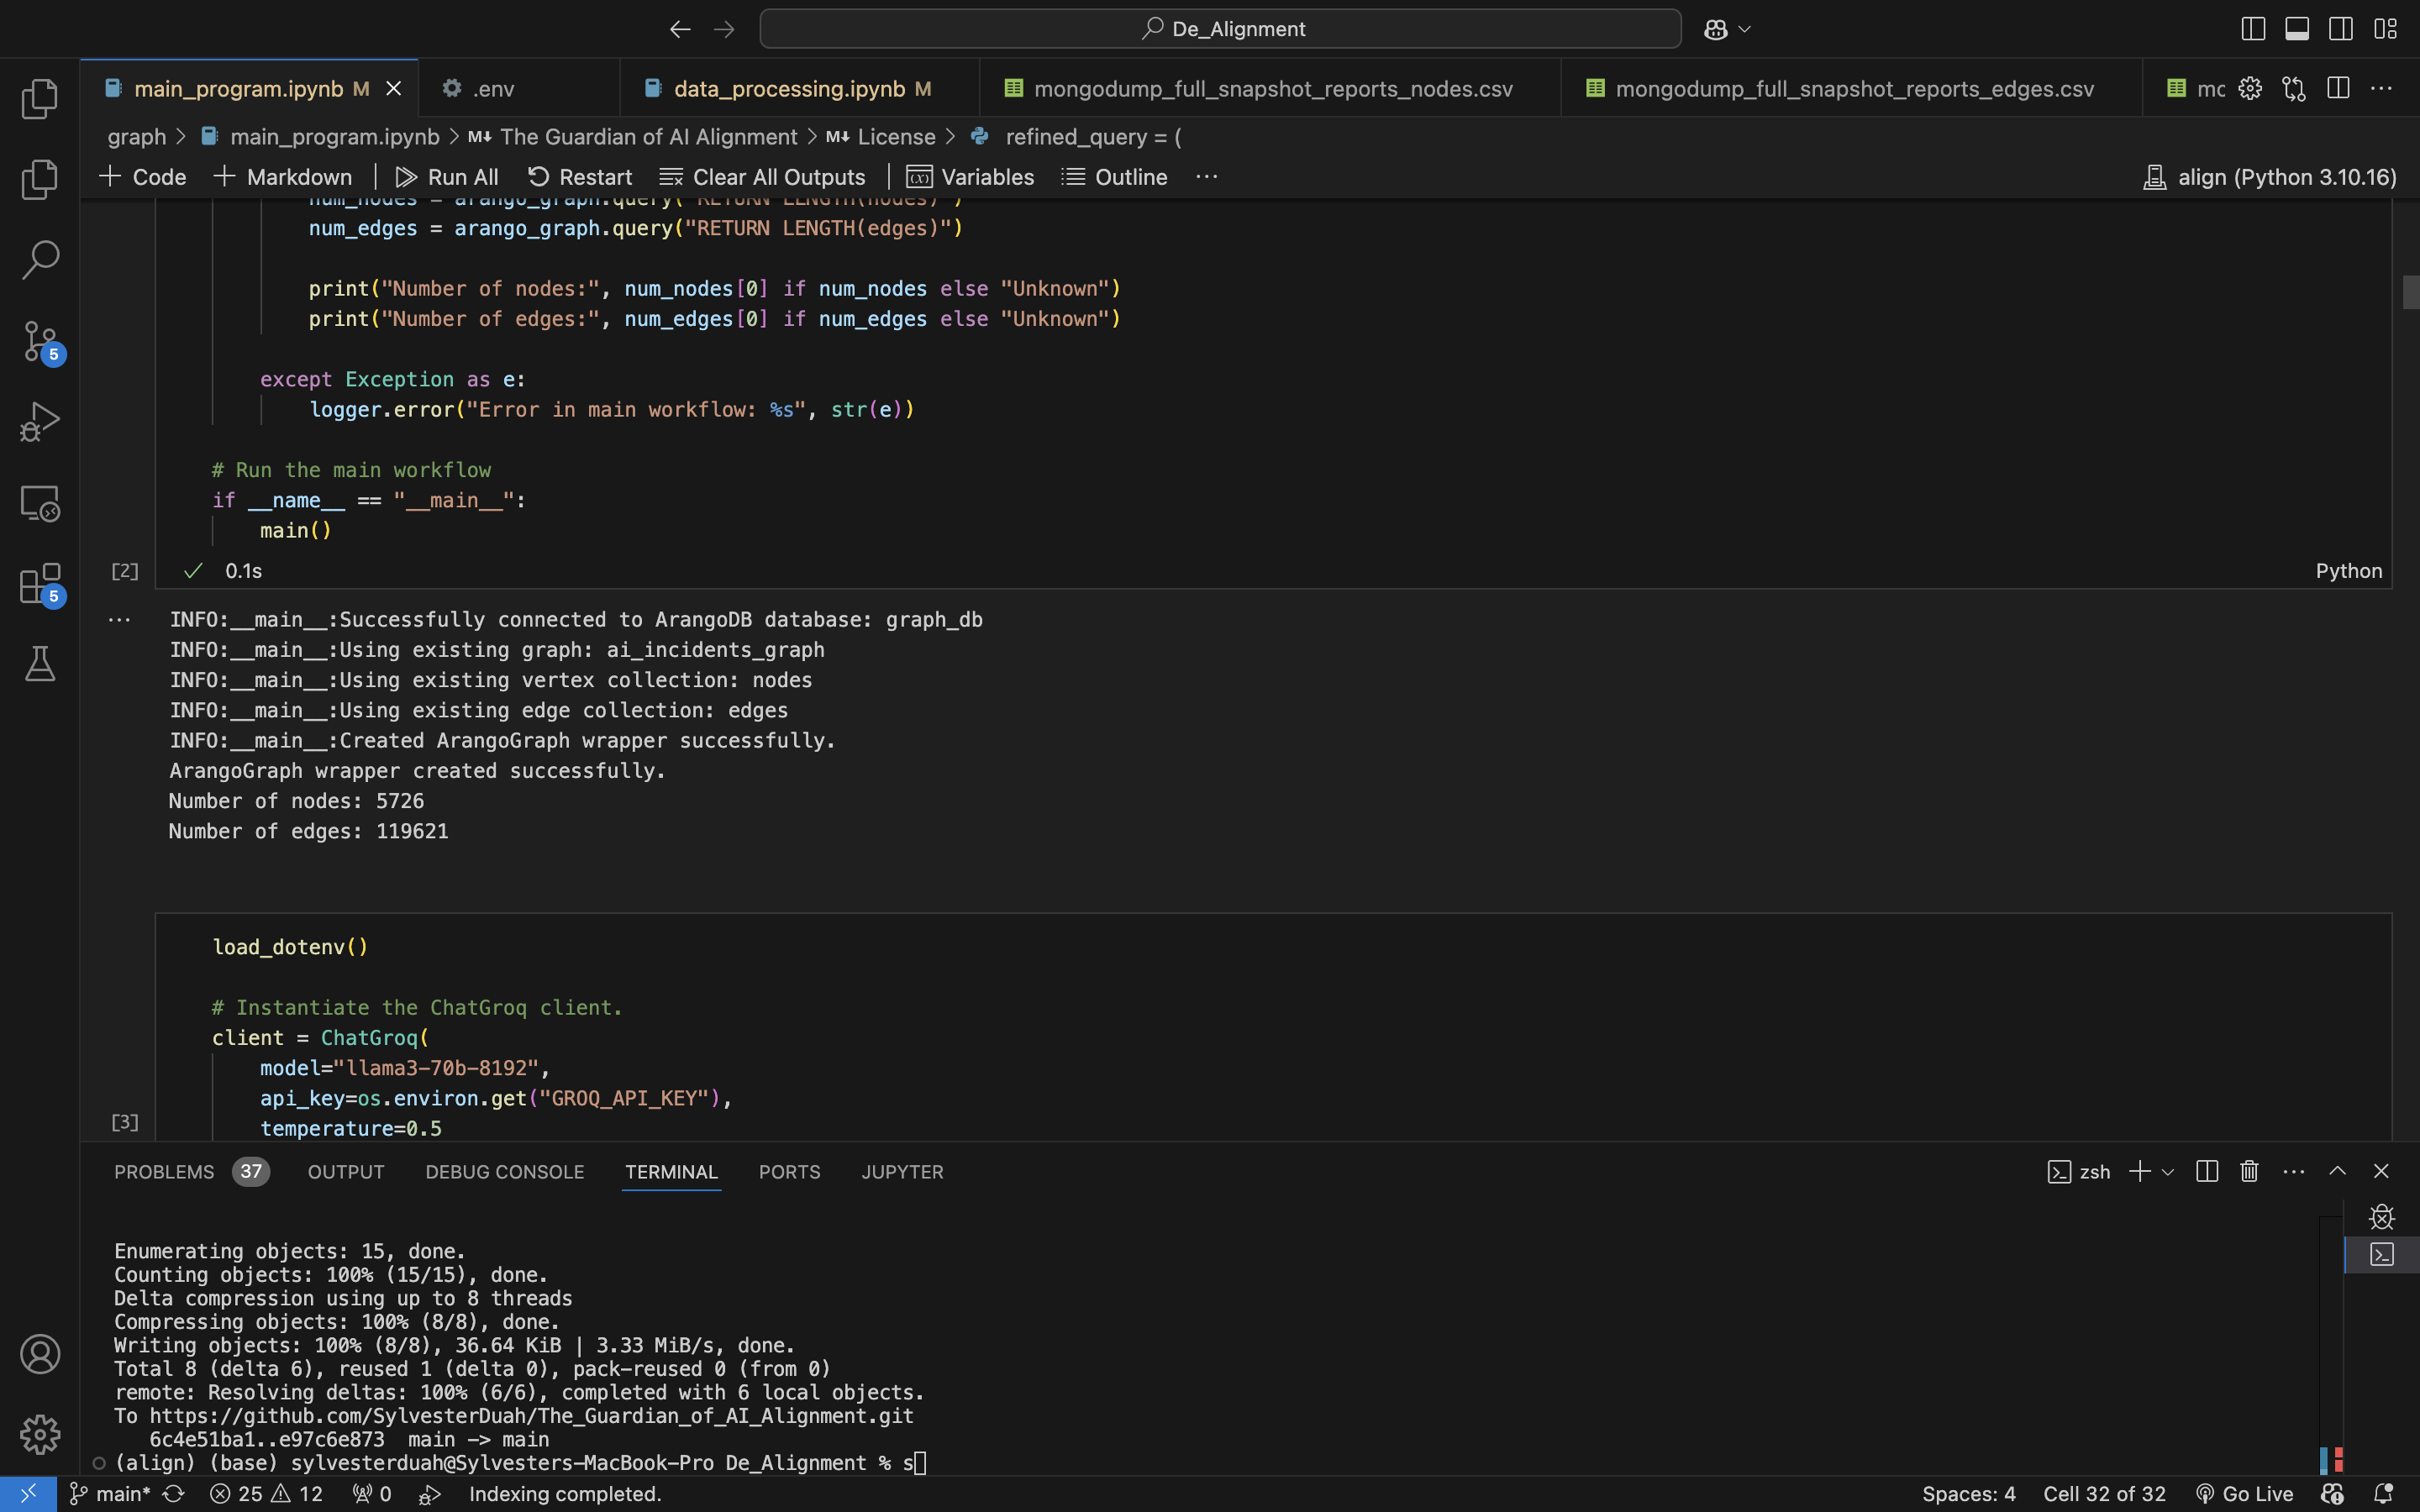 De_Alignment
main_program.ipynb M
.env
data_processing.ipynb M
mongodump_full_snapshot_reports_nodes.csv
mongodump_full_snapshot_reports_edges.csv
mc
graph > main_program.ipynb > M↓ The Guardian of AI Alignment > M↓ License > refined_query = (
+ Code + Markdown | Run All Restart Clear All Outputs | Variables Outline ...
align (Python 3.10.16)
num_nodes = arango_graph.query("RETURN LENGTH(nodes)")
num_edges = arango_graph.query("RETURN LENGTH(edges)")
print("Number of nodes:", num_nodes[0] if num_nodes else "Unknown")
print("Number of edges:", num_edges[0] if num_edges else "Unknown")
except Exception as e:
logger.error("Error in main workflow: %s", str(e))
# Run the main workflow
if __name__ == "__main__":
main()
[2] ✓ 0.1s
Python
... INFO:__main__:Successfully connected to ArangoDB database: graph_db
INFO:__main__:Using existing graph: ai_incidents_graph
INFO:__main__:Using existing vertex collection: nodes
INFO:__main__:Using existing edge collection: edges
INFO:__main__:Created ArangoGraph wrapper successfully.
ArangoGraph wrapper created successfully.
Number of nodes: 5726
Number of edges: 119621
load_dotenv()
# Instantiate the ChatGroq client.
client = ChatGroq(
model="llama3-70b-8192",
api_key=os.environ.get("GROQ_API_KEY"),
[3]
temperature=0.5
5
5
PROBLEMS 37 OUTPUT DEBUG CONSOLE TERMINAL PORTS JUPYTER
zsh
Enumerating objects: 15, done.
Counting objects: 100% (15/15), done.
Delta compression using up to 8 threads
Compressing objects: 100% (8/8), done.
Writing objects: 100% (8/8), 36.64 KiB | 3.33 MiB/s, done.
Total 8 (delta 6), reused 1 (delta 0), pack-reused 0 (from 0)
remote: Resolving deltas: 100% (6/6), completed with 6 local objects.
To https://github.com/SylvesterDuah/The_Guardian_of_AI_Alignment.git
6c4e51ba1..e97c6e873 main -> main
(align) (base) sylvesterduah@Sylvesters-MacBook-Pro De_Alignment % s
main* 25 12 0 Indexing completed.
Spaces: 4 Cell 32 of 32 Go Live